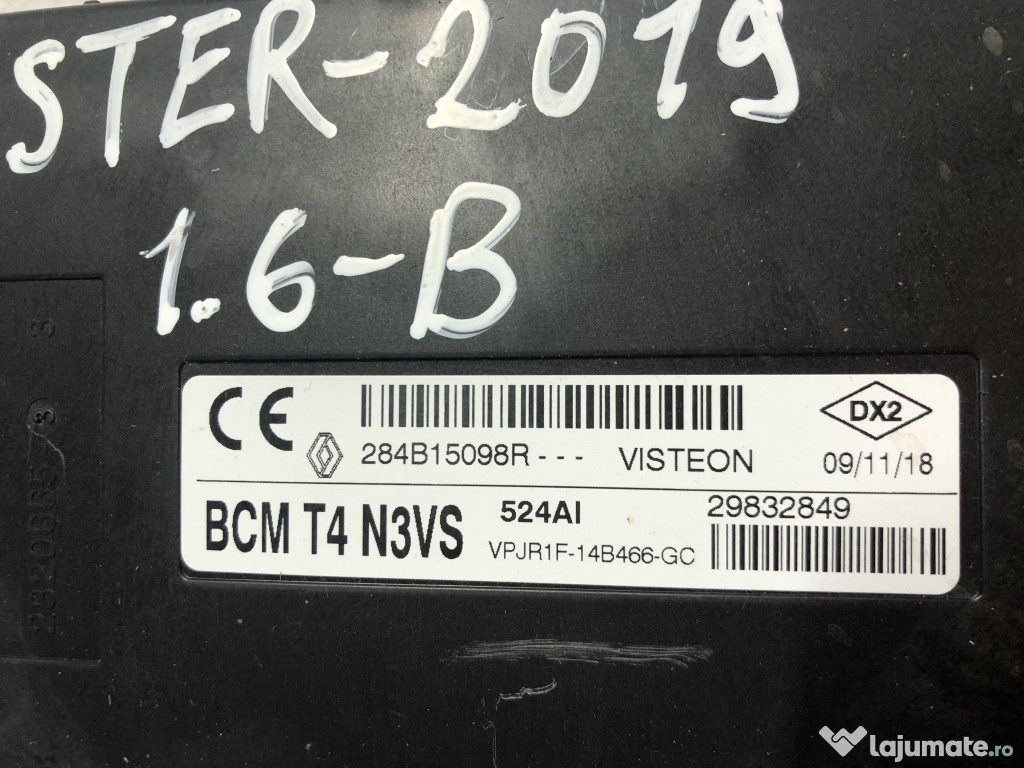 STER-2019
1.6-B
CE
284B15098R---
VISTEON
DX2
09/11/18
BCM T4 N3VS
524AI
VPJR1F-14B466-GC
29832849
lajumate.ro